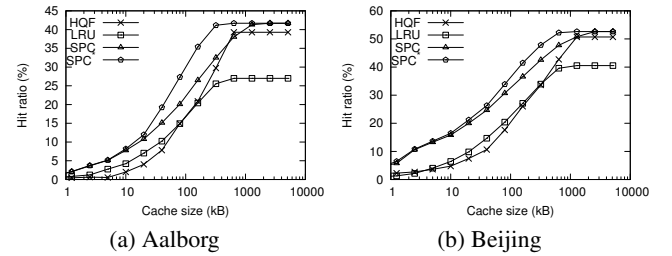 45
40
35
30
25
20
15
10
5
0
Hit ratio (%)
HQF
LRU
SPC
SPC
1 10 100 1000 10000
Cache size (kB)
(a) Aalborg
60
50
40
30
20
10
0
Hit ratio (%)
HQF
LRU
SPC
SPC
1 10 100 1000 10000
Cache size (kB)
(b) Beijing